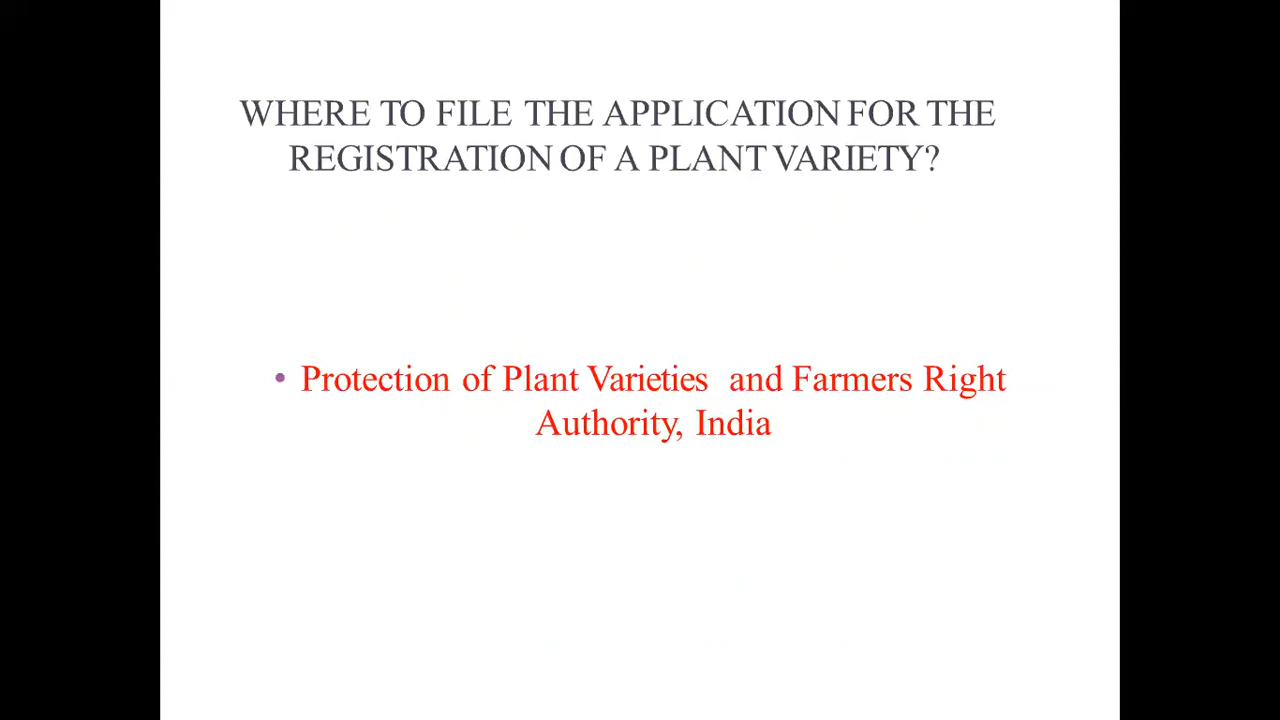 WHERE TO FILE THE APPLICATION FOR THE
REGISTRATION OF A PLANT VARIETY?
• Protection of Plant Varieties and Farmers Right
Authority, India